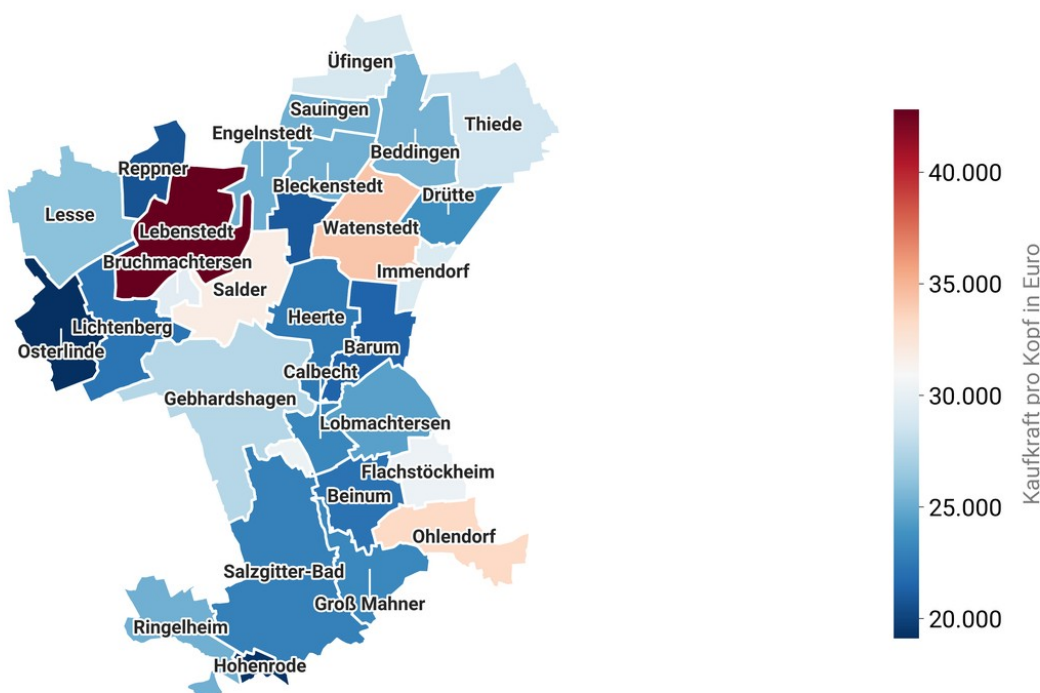 Üfingen
Sauingen
Thiede
Engelnstedt
Beddingen
Reppner
Bleckenstedt
Drütte
Lesse
Lebenstedt
Watenstedt
Bruchmachtersen
Immendorf
Salder
Heerte
Lichtenberg
Barum
Osterlinde
Calbecht
Gebhardshagen
Lobmachtersen
Flachstöckheim
Beinum
Ohlendorf
Salzgitter-Bad
Groß Mahner
Ringelheim
Hohenrode
40.000
35.000
30.000
25.000
20.000
Kaufkraft pro Kopf in Euro